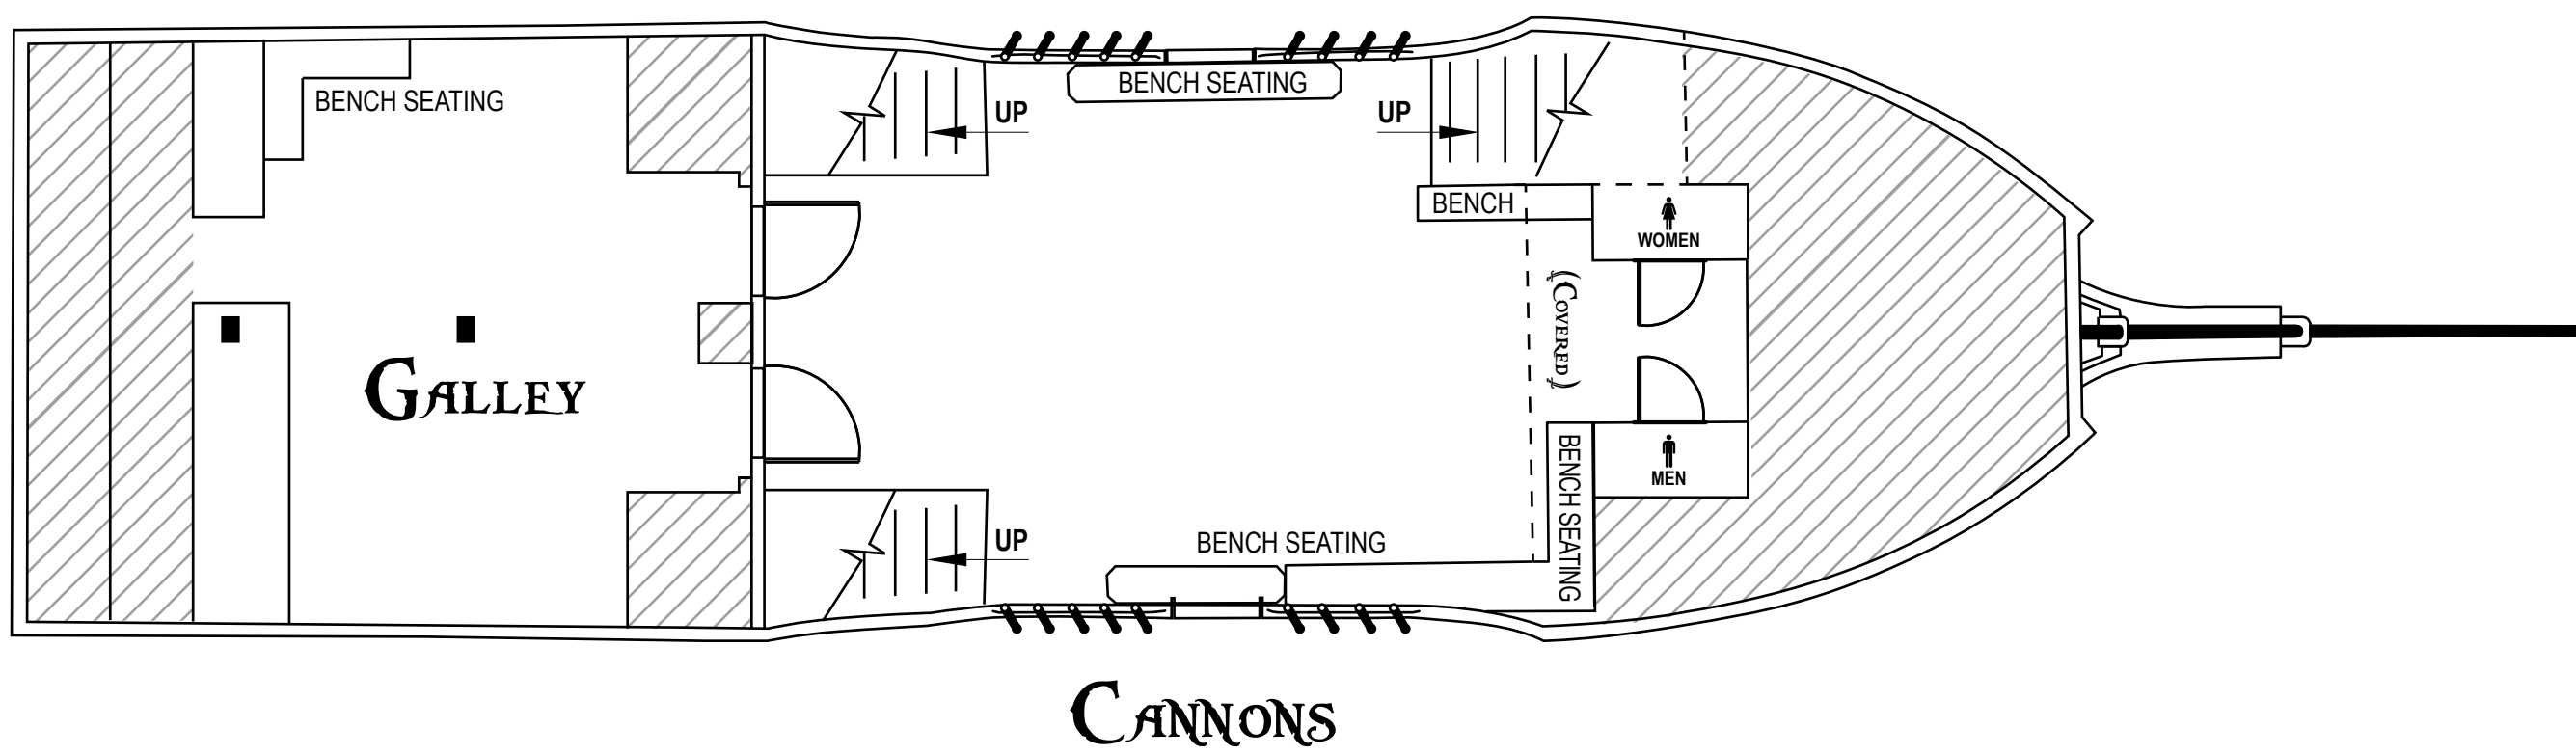 BENCH SEATING
BENCH SEATING
UP
UP
BENCH
WOMEN
(COVERED)
GALLEY
MEN
BENCH SEATING
UP
BENCH SEATING
CANNONS